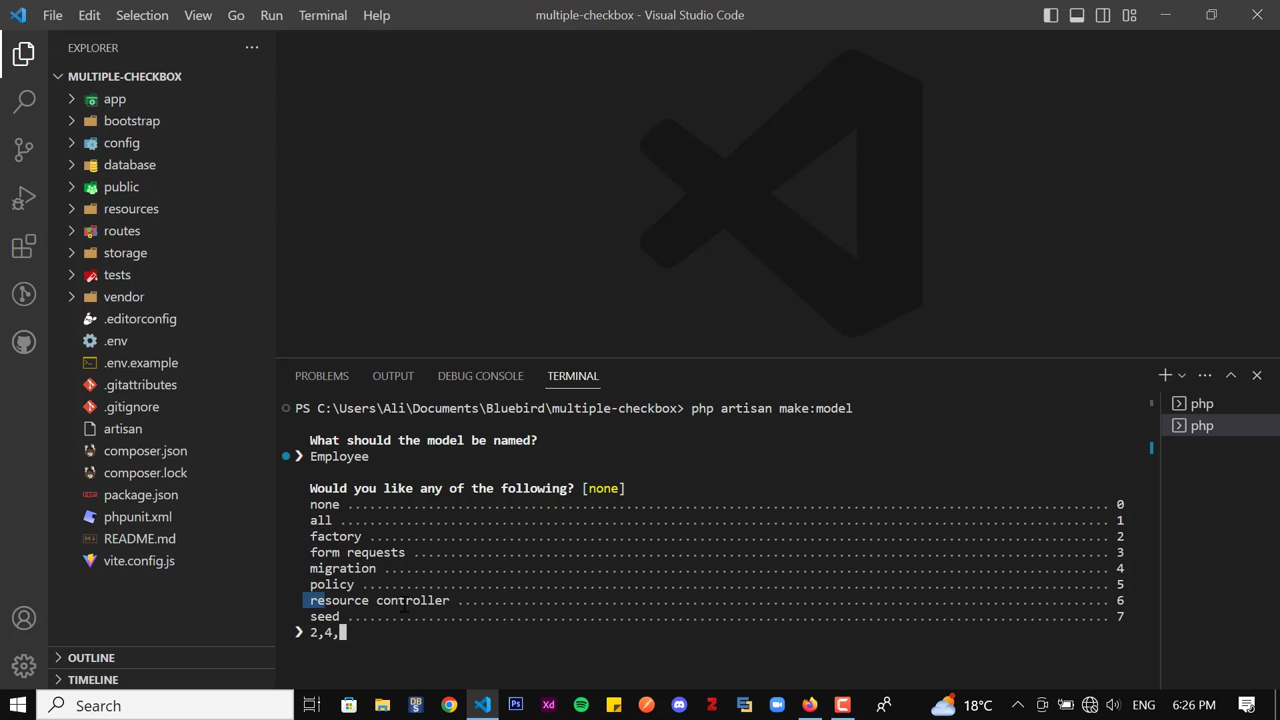 File Edit Selection View Go Run Terminal Help multiple-checkbox - Visual Studio Code
EXPLORER
MULTIPLE-CHECKBOX
app
bootstrap
config
database
public
resources
routes
storage
tests
vendor
.editorconfig
.env
.env.example
.gitattributes
.gitignore
artisan
composer.json
composer.lock
package.json
phpunit.xml
README.md
vite.config.js
OUTLINE
TIMELINE
PROBLEMS OUTPUT DEBUG CONSOLE TERMINAL
PS C:\Users\Ali\Documents\Bluebird\multiple-checkbox> php artisan make:model
What should the model be named?
❯ Employee
Would you like any of the following? [none]
none ........................................................................................................ 0
all ......................................................................................................... 1
factory ..................................................................................................... 2
form requests ............................................................................................... 3
migration ................................................................................................... 4
policy ...................................................................................................... 5
resource controller ......................................................................................... 6
seed ........................................................................................................ 7
❯ 2,4,
php
php
Search
DBS
Ps
Xd
Z
18°C
6:26 PM